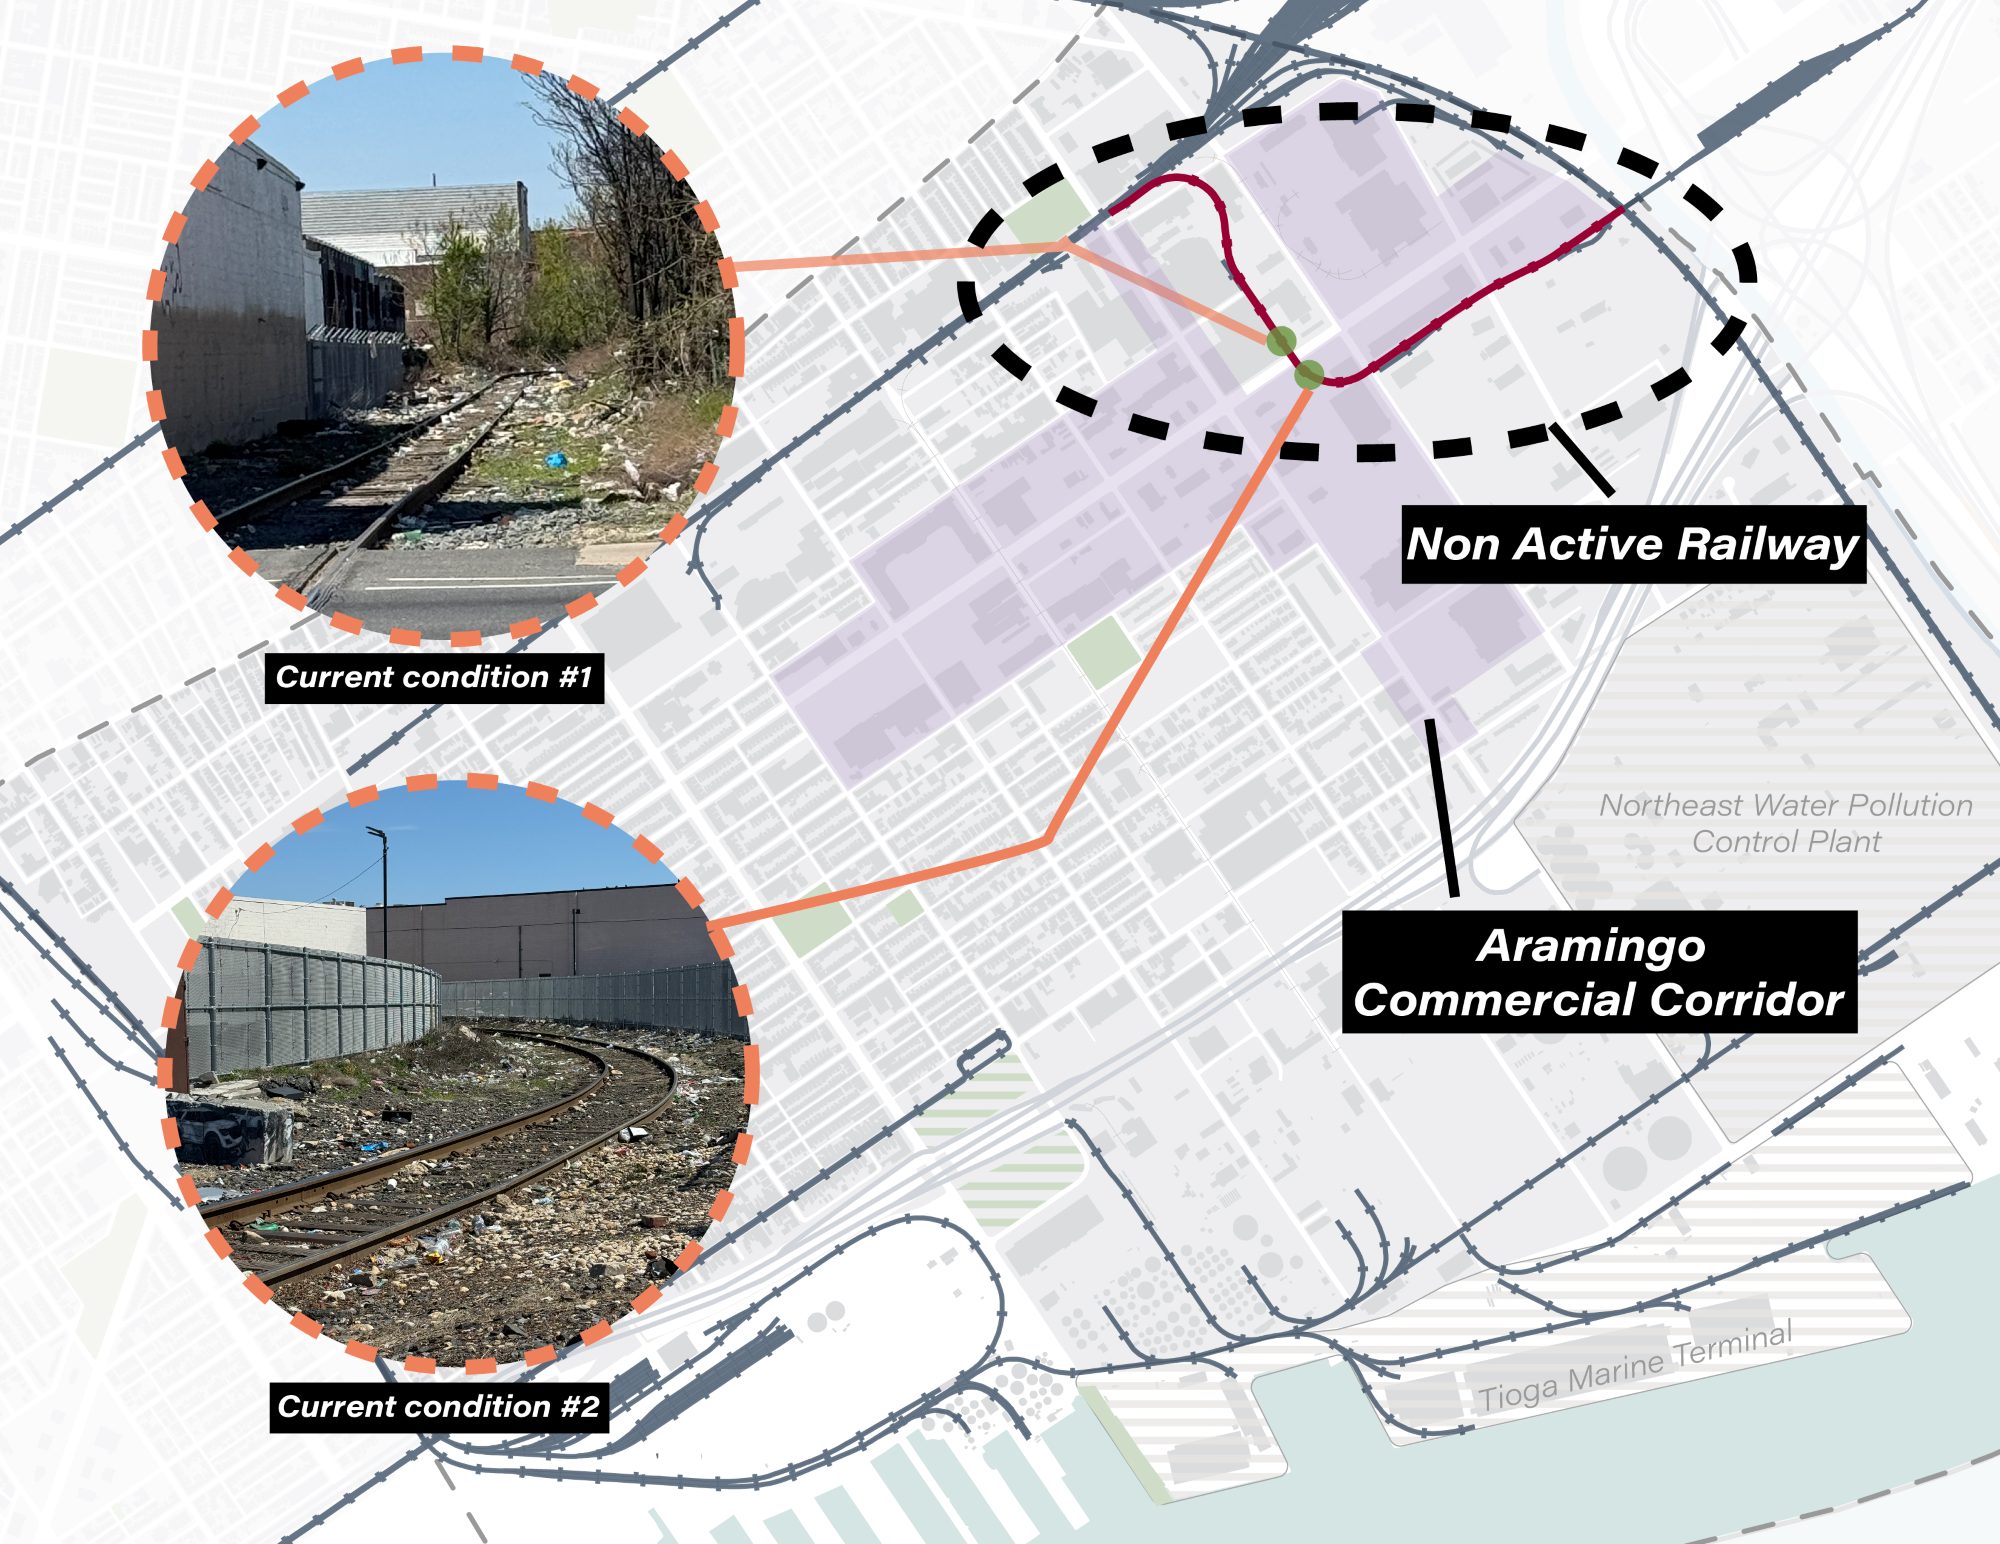 Non Active Railway
Current condition #1
Northeast Water Pollution
Control Plant
Aramingo
Commercial Corridor
Tioga Marine Terminal
Current condition #2